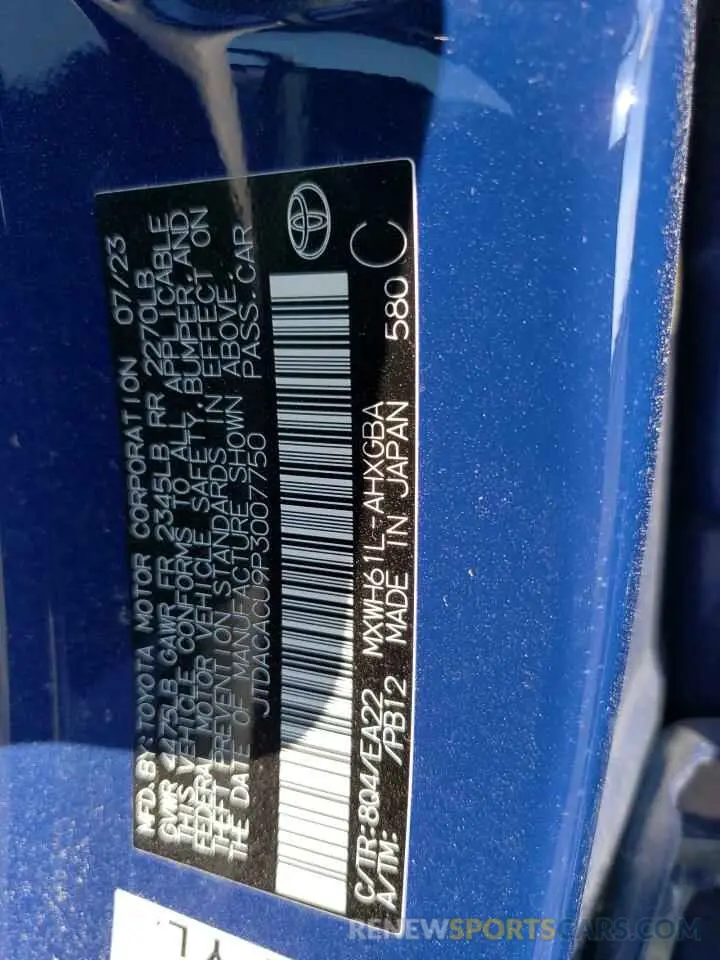 MFD. BY: TOYOTA MOTOR CORPORATION 07/23
GVWR 4475LB GAWR FR 2345LB RR 2270LB
THIS VEHICLE CONFORMS TO ALL APPLICABLE
FEDERAL MOTOR VEHICLE SAFETY, BUMPER, AND
THEFT PREVENTION STANDARDS IN EFFECT ON
THE DATE OF MANUFACTURE SHOWN ABOVE.
JTDACACU9P3007750 PASS. CAR
C/TR: 8Q4/EA22 MXWH61L-AHXGBA
A/TM: /PB12 MADE IN JAPAN 580 C
YL
RENEWSPORTSCARS.COM